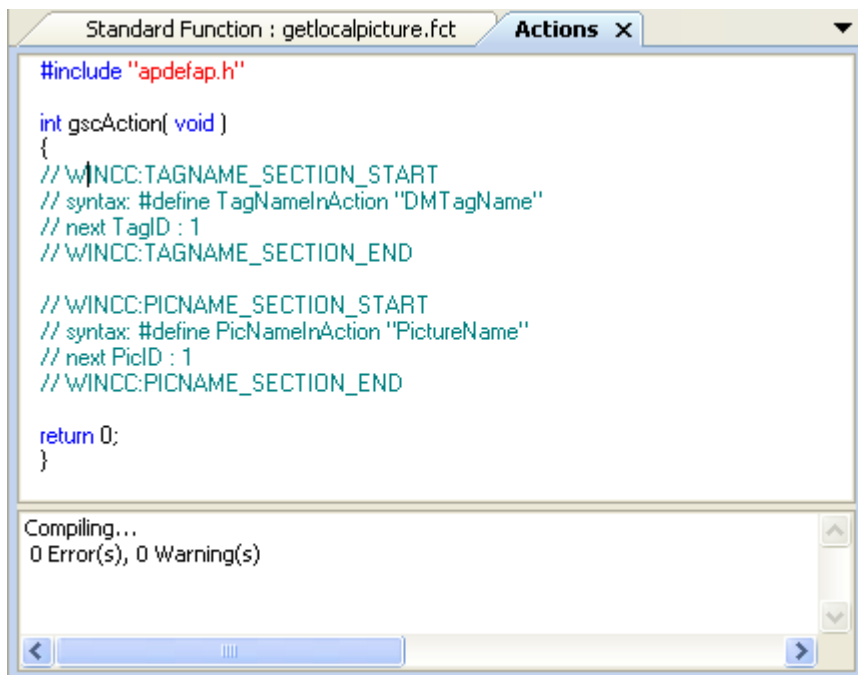 Standard Function : getlocalpicture.fct
Actions X
#include "apdefap.h"
int gscAction( void )
{
// WINCC:TAGNAME_SECTION_START
// syntax: #define TagNameInAction "DMTagName"
// next TagID : 1
// WINCC:TAGNAME_SECTION_END
// WINCC:PICNAME_SECTION_START
// syntax: #define PicNameInAction "PictureName"
// next PicID : 1
// WINCC:PICNAME_SECTION_END
return 0;
}
Compiling...
0 Error(s), 0 Warning(s)